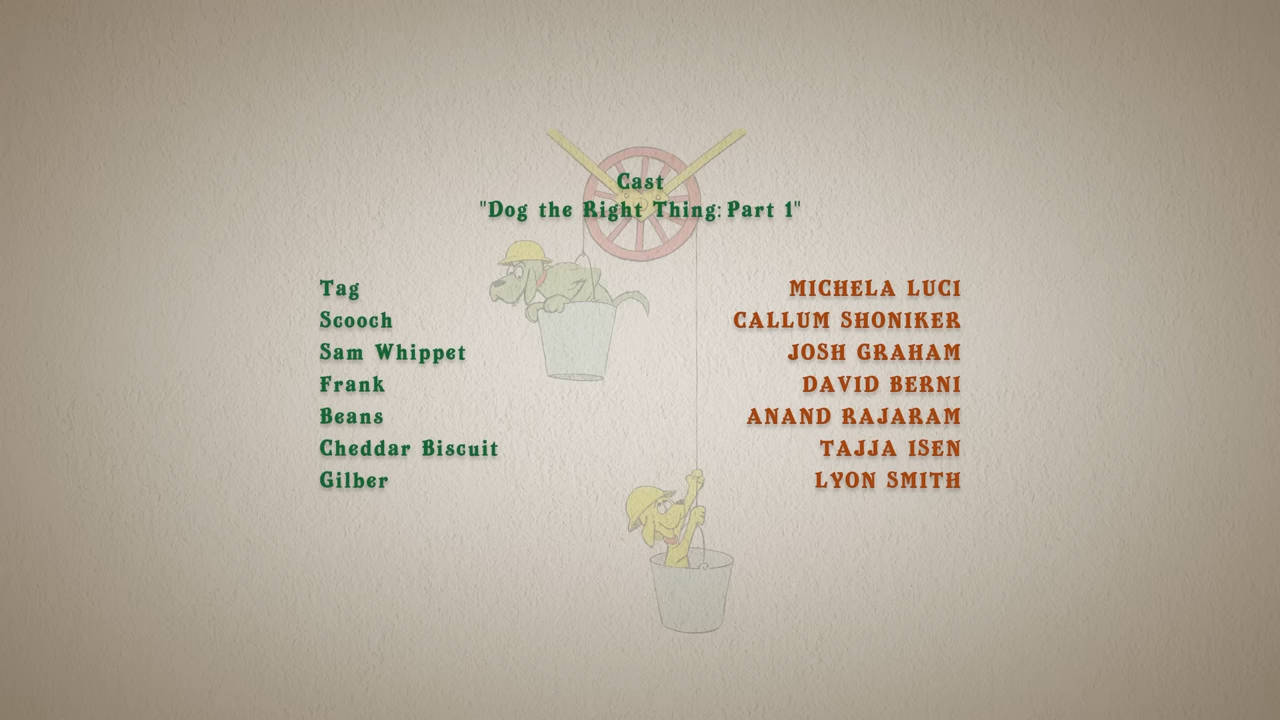 Cast
"Dog the Right Thing: Part 1"
Tag MICHELA LUCI
Scooch CALLUM SHONIKER
Sam Whippet JOSH GRAHAM
Frank DAVID BERNI
Beans ANAND RAJARAM
Cheddar Biscuit TAJJA ISEN
Gilber LYON SMITH